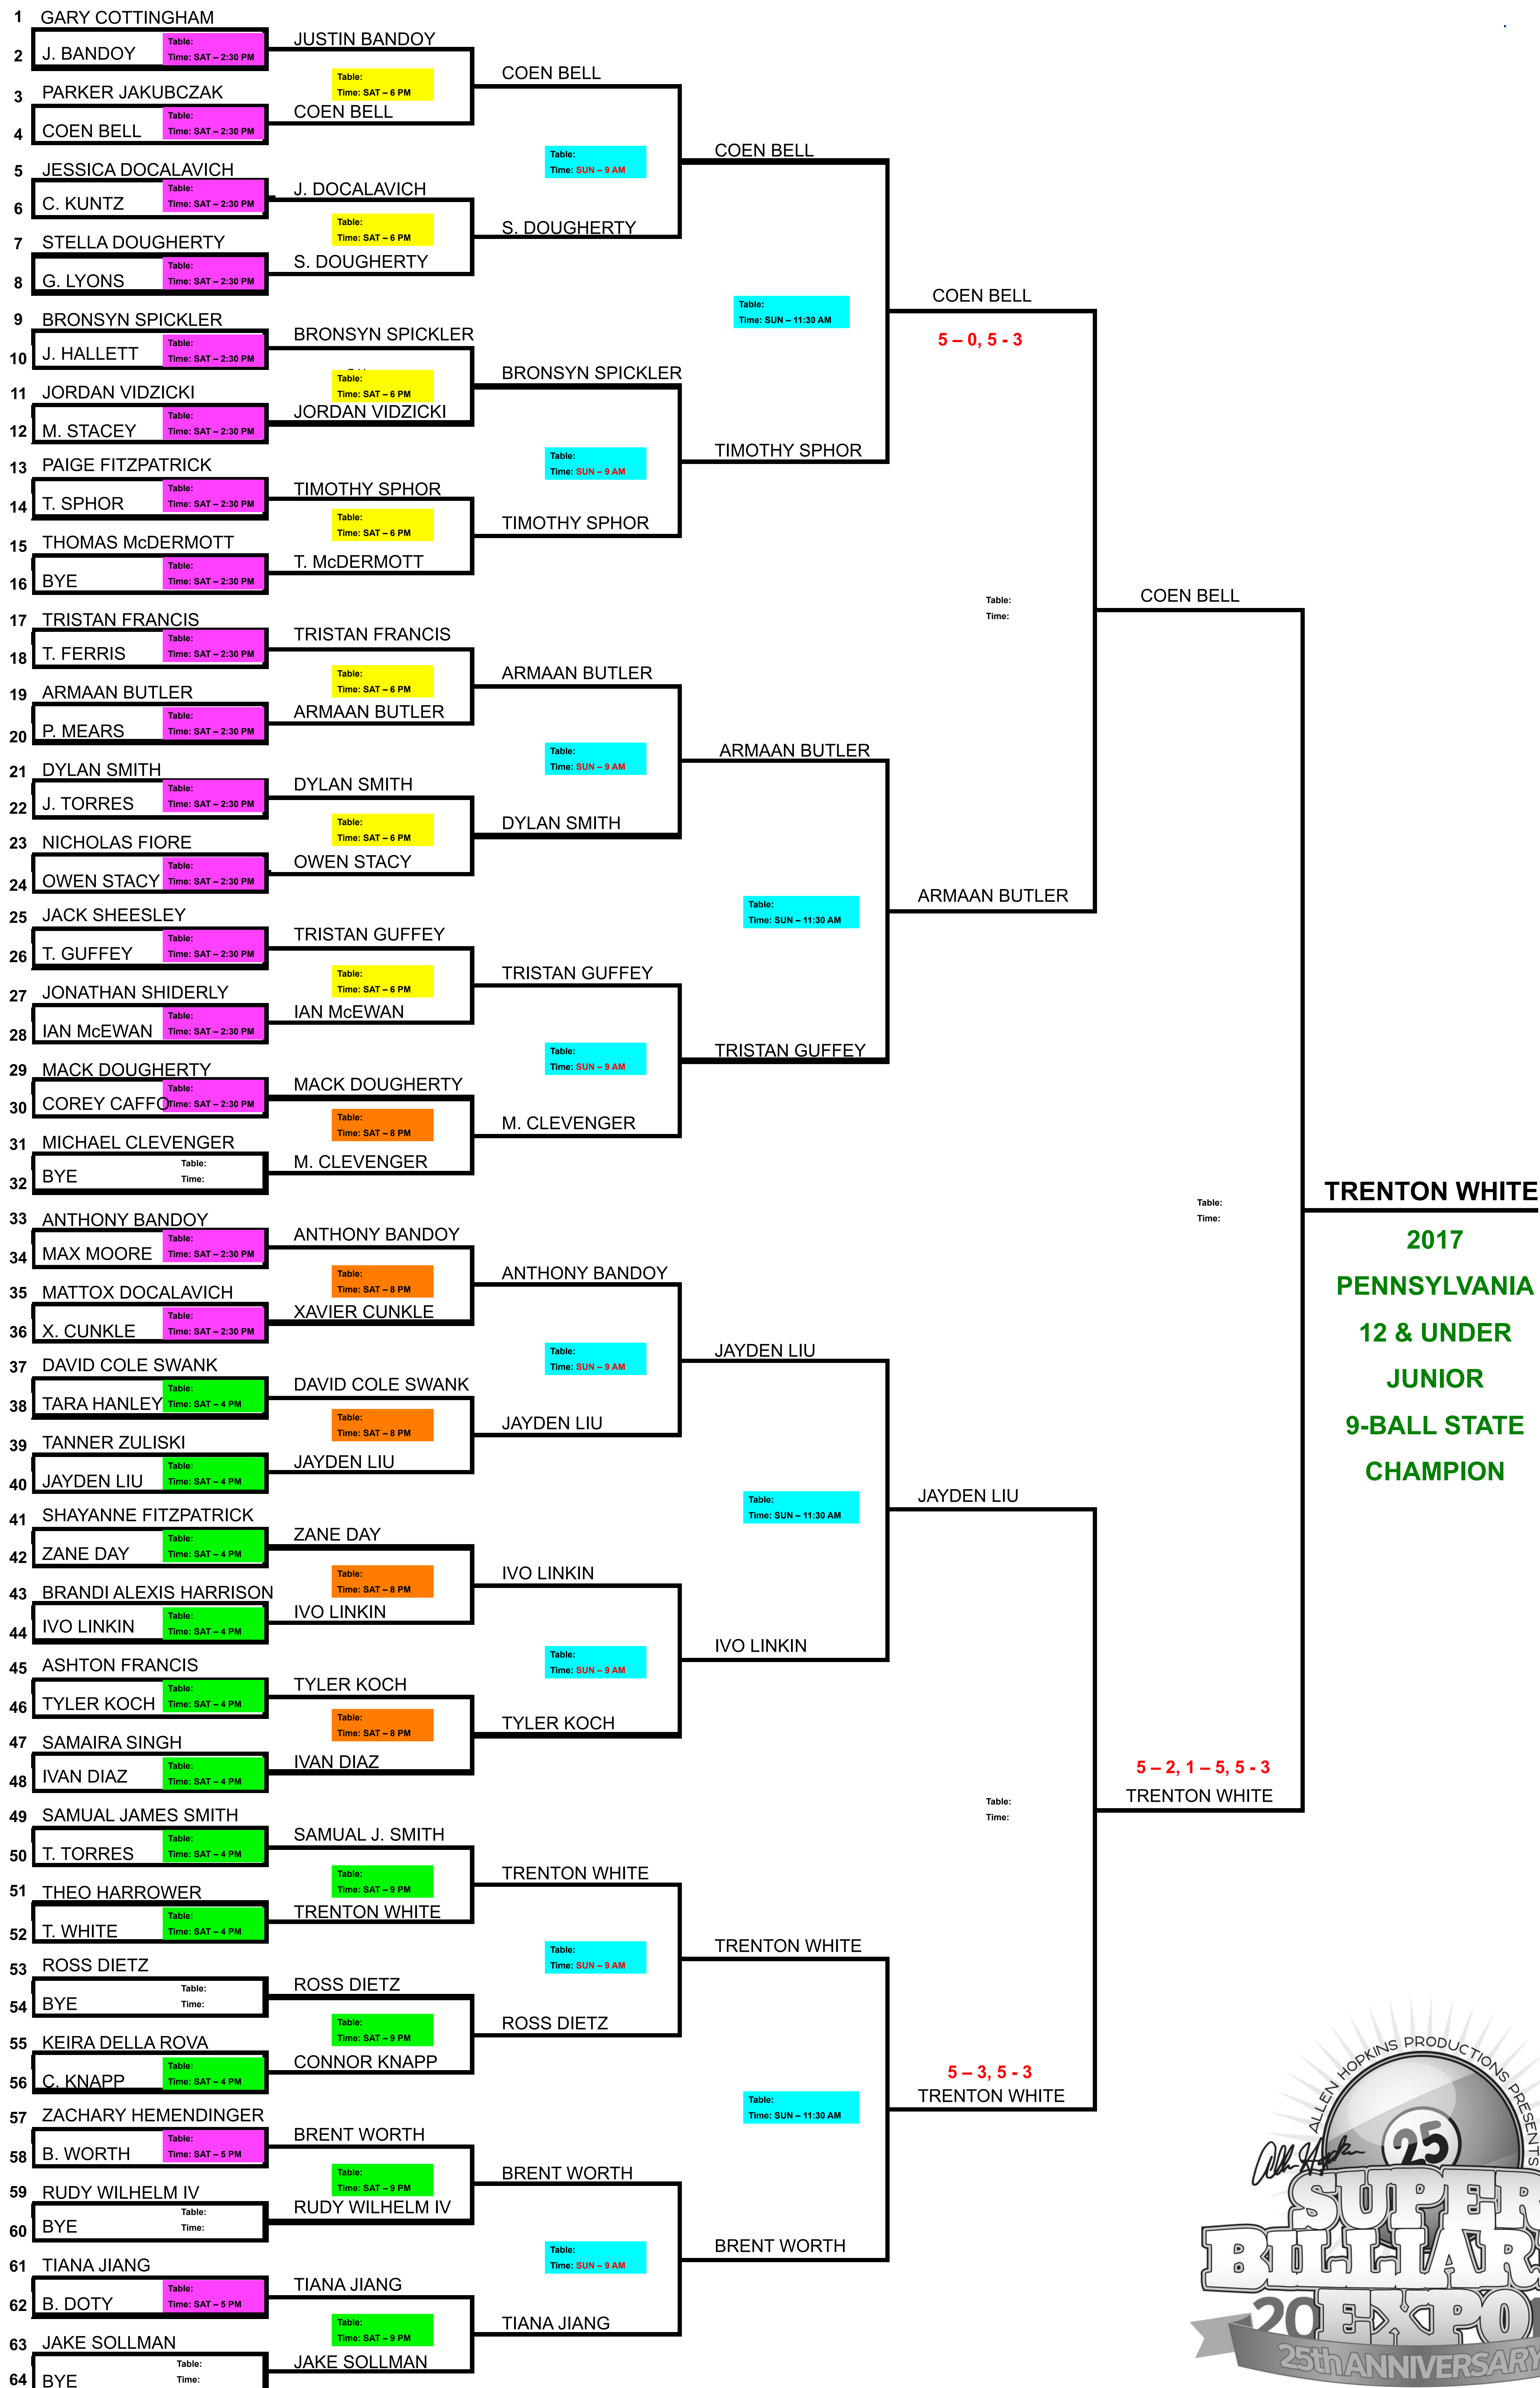 1 GARY COTTINGHAM
2 J. BANDOY
Table:
Time: SAT – 2:30 PM
3 PARKER JAKUBCZAK
4 COEN BELL
Table:
Time: SAT – 2:30 PM
5 JESSICA DOCALAVICH
6 C. KUNTZ
Table:
Time: SAT – 2:30 PM
7 STELLA DOUGHERTY
8 G. LYONS
Table:
Time: SAT – 2:30 PM
9 BRONSYN SPICKLER
10 J. HALLETT
Table:
Time: SAT – 2:30 PM
11 JORDAN VIDZICKI
12 M. STACEY
Table:
Time: SAT – 2:30 PM
13 PAIGE FITZPATRICK
14 T. SPHOR
Table:
Time: SAT – 2:30 PM
15 THOMAS McDERMOTT
16 BYE
Table:
Time: SAT – 2:30 PM
17 TRISTAN FRANCIS
18 T. FERRIS
Table:
Time: SAT – 2:30 PM
19 ARMAAN BUTLER
20 P. MEARS
Table:
Time: SAT – 2:30 PM
21 DYLAN SMITH
22 J. TORRES
Table:
Time: SAT – 2:30 PM
23 NICHOLAS FIORE
24 OWEN STACY
Table:
Time: SAT – 2:30 PM
25 JACK SHEESLEY
26 T. GUFFEY
Table:
Time: SAT – 2:30 PM
27 JONATHAN SHIDERLY
28 IAN McEWAN
Table:
Time: SAT – 2:30 PM
29 MACK DOUGHERTY
30 COREY CAFFO
Table:
Time: SAT – 2:30 PM
31 MICHAEL CLEVENGER
32 BYE
Table:
Time:
33 ANTHONY BANDOY
34 MAX MOORE
Table:
Time: SAT – 2:30 PM
35 MATTOX DOCALAVICH
36 X. CUNKLE
Table:
Time: SAT – 2:30 PM
37 DAVID COLE SWANK
38 TARA HANLEY
Table:
Time: SAT – 4 PM
39 TANNER ZULISKI
40 JAYDEN LIU
Table:
Time: SAT – 4 PM
41 SHAYANNE FITZPATRICK
42 ZANE DAY
Table:
Time: SAT – 4 PM
43 BRANDI ALEXIS HARRISON
44 IVO LINKIN
Table:
Time: SAT – 4 PM
45 ASHTON FRANCIS
46 TYLER KOCH
Table:
Time: SAT – 4 PM
47 SAMAIRA SINGH
48 IVAN DIAZ
Table:
Time: SAT – 4 PM
49 SAMUAL JAMES SMITH
50 T. TORRES
Table:
Time: SAT – 4 PM
51 THEO HARROWER
52 T. WHITE
Table:
Time: SAT – 4 PM
53 ROSS DIETZ
54 BYE
Table:
Time:
55 KEIRA DELLA ROVA
56 C. KNAPP
Table:
Time: SAT – 4 PM
57 ZACHARY HEMENDINGER
58 B. WORTH
Table:
Time: SAT – 5 PM
59 RUDY WILHELM IV
60 BYE
Table:
Time:
61 TIANA JIANG
62 B. DOTY
Table:
Time: SAT – 5 PM
63 JAKE SOLLMAN
64 BYE
Table:
Time:
JUSTIN BANDOY
Table:
Time: SAT – 6 PM
COEN BELL
J. DOCALAVICH
Table:
Time: SAT – 6 PM
S. DOUGHERTY
BRONSYN SPICKLER
Table:
Time: SAT – 6 PM
JORDAN VIDZICKI
TIMOTHY SPHOR
Table:
Time: SAT – 6 PM
T. McDERMOTT
TRISTAN FRANCIS
Table:
Time: SAT – 6 PM
ARMAAN BUTLER
DYLAN SMITH
Table:
Time: SAT – 6 PM
OWEN STACY
TRISTAN GUFFEY
Table:
Time: SAT – 6 PM
IAN McEWAN
MACK DOUGHERTY
Table:
Time: SAT – 8 PM
M. CLEVENGER
ANTHONY BANDOY
Table:
Time: SAT – 8 PM
XAVIER CUNKLE
DAVID COLE SWANK
Table:
Time: SAT – 8 PM
JAYDEN LIU
ZANE DAY
Table:
Time: SAT – 8 PM
IVO LINKIN
TYLER KOCH
Table:
Time: SAT – 8 PM
IVAN DIAZ
SAMUAL J. SMITH
Table:
Time: SAT – 9 PM
TRENTON WHITE
ROSS DIETZ
Table:
Time: SAT – 9 PM
CONNOR KNAPP
BRENT WORTH
Table:
Time: SAT – 9 PM
RUDY WILHELM IV
TIANA JIANG
Table:
Time: SAT – 9 PM
JAKE SOLLMAN
COEN BELL
Table:
Time: SUN – 9 AM
S. DOUGHERTY
BRONSYN SPICKLER
Table:
Time: SUN – 9 AM
TIMOTHY SPHOR
ARMAAN BUTLER
Table:
Time: SUN – 9 AM
DYLAN SMITH
TRISTAN GUFFEY
Table:
Time: SUN – 9 AM
M. CLEVENGER
ANTHONY BANDOY
Table:
Time: SUN – 9 AM
JAYDEN LIU
IVO LINKIN
Table:
Time: SUN – 9 AM
TYLER KOCH
TRENTON WHITE
Table:
Time: SUN – 9 AM
ROSS DIETZ
BRENT WORTH
Table:
Time: SUN – 9 AM
TIANA JIANG
COEN BELL
Table:
Time: SUN – 11:30 AM
TIMOTHY SPHOR
ARMAAN BUTLER
Table:
Time: SUN – 11:30 AM
TRISTAN GUFFEY
JAYDEN LIU
Table:
Time: SUN – 11:30 AM
IVO LINKIN
TRENTON WHITE
Table:
Time: SUN – 11:30 AM
BRENT WORTH
COEN BELL
5 – 0, 5 - 3
Table:
Time:
ARMAAN BUTLER
JAYDEN LIU
Table:
Time:
5 – 3, 5 - 3
TRENTON WHITE
COEN BELL
Table:
Time:
5 – 2, 1 – 5, 5 - 3
TRENTON WHITE
TRENTON WHITE
2017
PENNSYLVANIA
12 & UNDER
JUNIOR
9-BALL STATE
CHAMPION
ALLEN HOPKINS PRODUCTIONS PRESENTS
25
SUPER
BILLIAR
20
EXPO
25th ANNIVERSARY